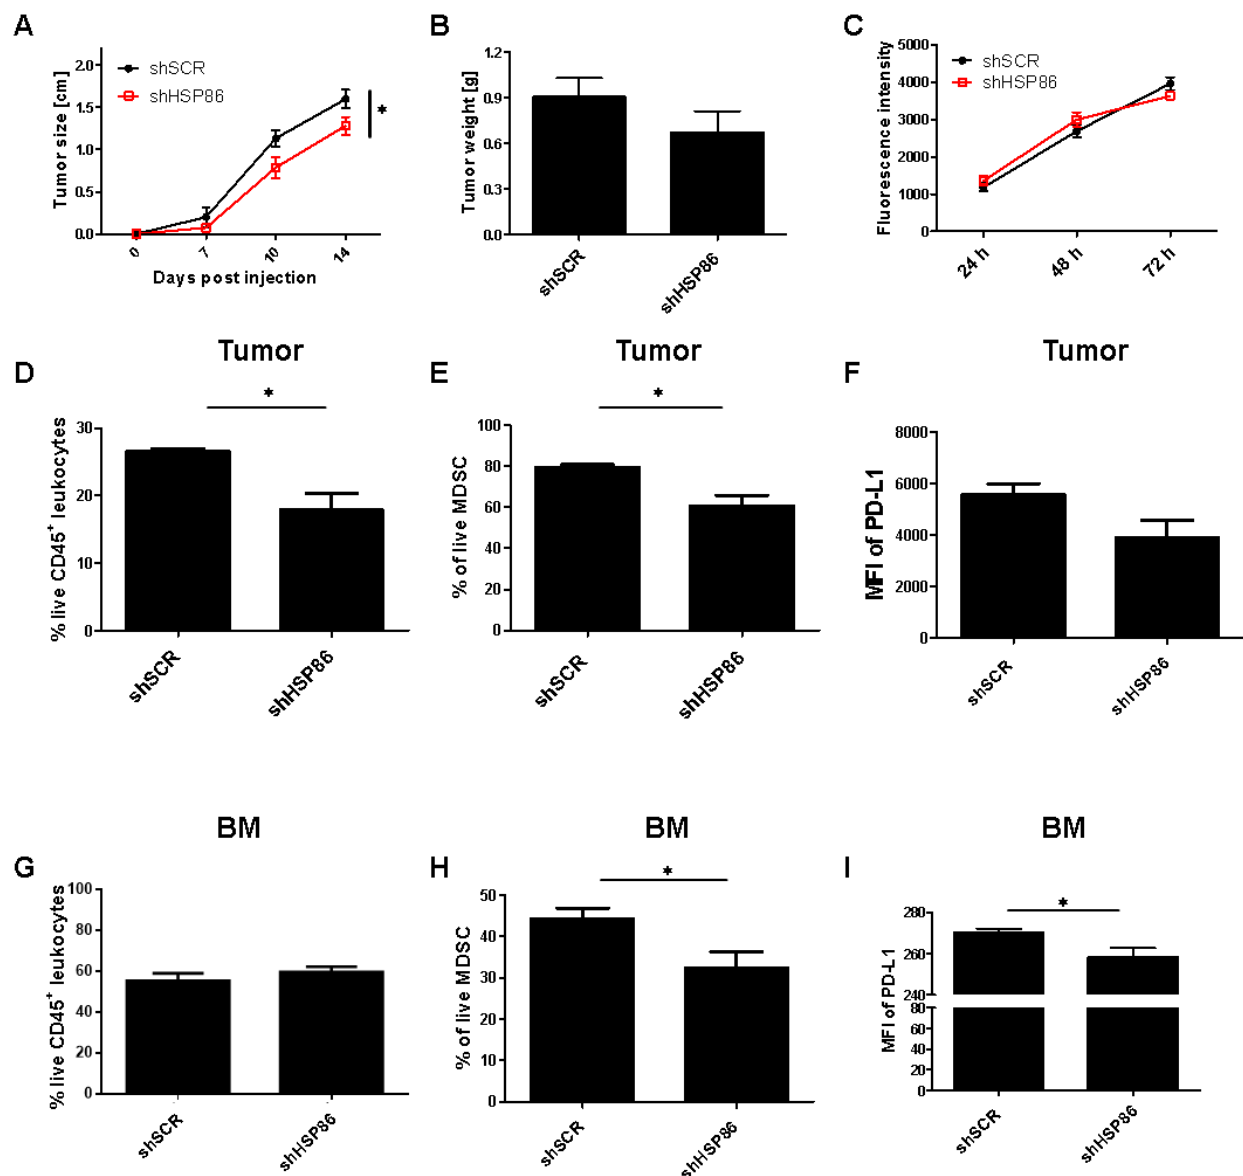 A
Tumor size [cm]
2.0
1.5
1.0
0.5
0.0
shSCR
shHSP86
*
0
7
10
14
Days post injection
B
Tumor weight [g]
1.2
0.9
0.6
0.3
0.0
shSCR
shHSP86
C
Fluorescence intensity
5000
4000
3000
2000
1000
0
shSCR
shHSP86
24 h
48 h
72 h
Tumor
D
*
% live CD45+ leukocytes
30
20
10
0
shSCR
shHSP86
Tumor
E
*
% of live MDSC
100
80
60
40
20
0
shSCR
shHSP86
Tumor
F
MFI of PD-L1
8000
6000
4000
2000
0
shSCR
shHSP86
BM
G
% live CD45+ leukocytes
100
80
60
40
20
0
shSCR
shHSP86
BM
H
*
% of live MDSC
50
40
30
20
10
0
shSCR
shHSP86
BM
I
*
MFI of PD-L1
280
260
240
80
60
40
20
0
shSCR
shHSP86